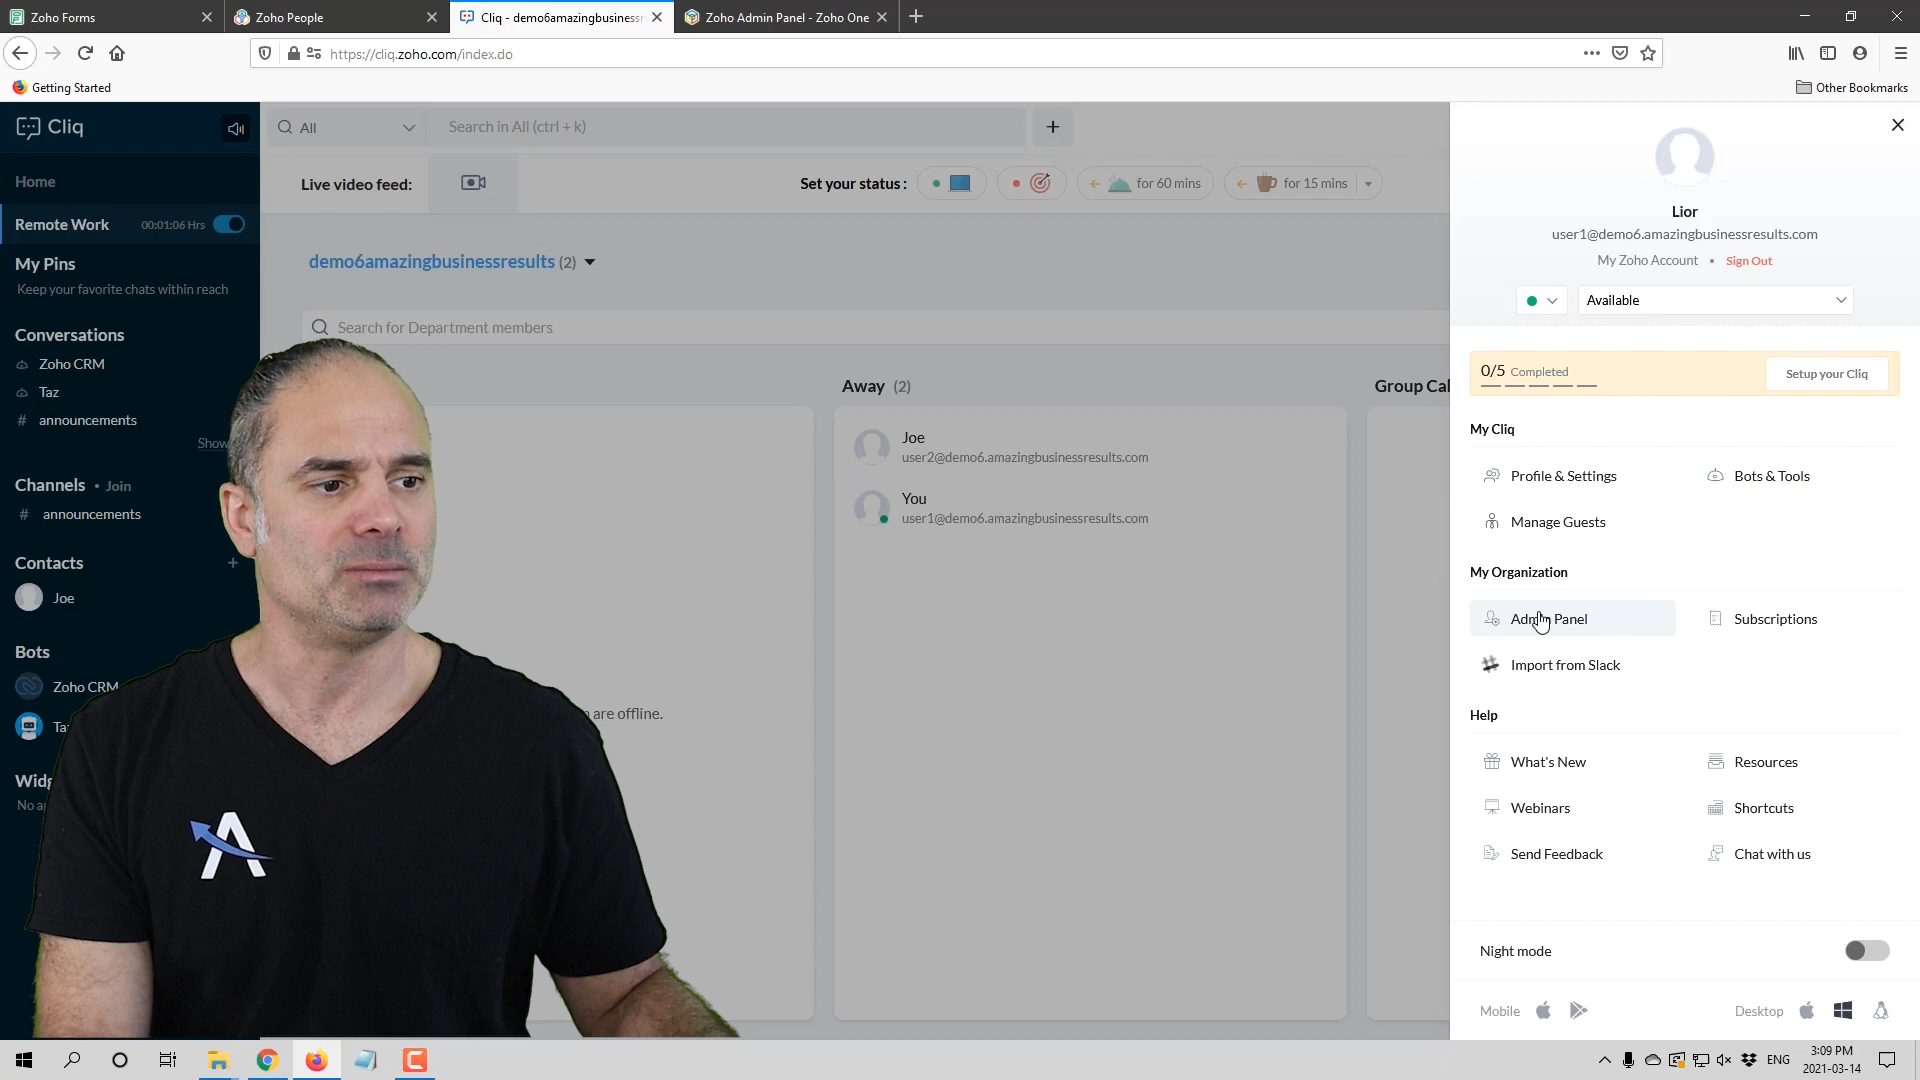 Zoho Forms
Zoho People
Cliq - demo6amazingbusinessr
Zoho Admin Panel - Zoho One
https://cliq.zoho.com/index.do
Getting Started
Other Bookmarks
Cliq
All
Search in All (ctrl + k)
Home
Live video feed:
Set your status :
for 60 mins
for 15 mins
Remote Work
00:01:06 Hrs
My Pins
Keep your favorite chats within reach
demo6amazingbusinessresults (2)
Search for Department members
Conversations
Zoho CRM
Taz
# announcements
Show
Channels • Join
# announcements
Contacts
Joe
Bots
Zoho CRM
Away (2)
Joe
user2@demo6.amazingbusinessresults.com
You
user1@demo6.amazingbusinessresults.com
are offline.
Group Cal
Lior
user1@demo6.amazingbusinessresults.com
My Zoho Account • Sign Out
Available
0/5 Completed
Setup your Cliq
My Cliq
Profile & Settings
Bots & Tools
Manage Guests
My Organization
Admin Panel
Subscriptions
Import from Slack
Help
What's New
Resources
Webinars
Shortcuts
Send Feedback
Chat with us
Night mode
Mobile
Desktop
ENG
3:09 PM
2021-03-14